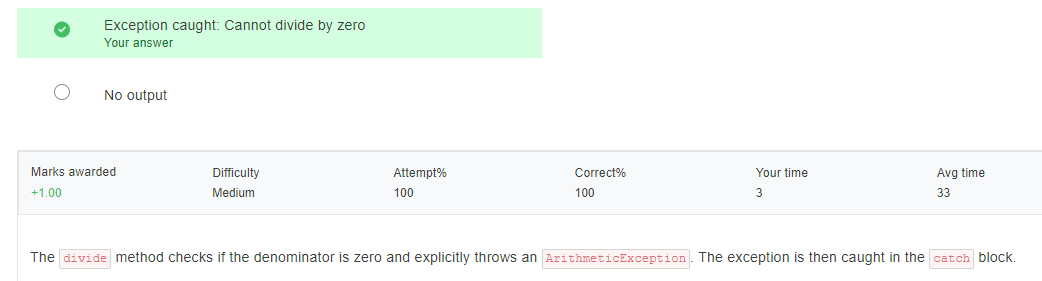 Exception caught: Cannot divide by zero
Your answer
No output
Marks awarded Difficulty Attempt% Correct% Your time Avg time
+1.00 Medium 100 100 3 33
The divide method checks if the denominator is zero and explicitly throws an ArithmeticException. The exception is then caught in the catch block.